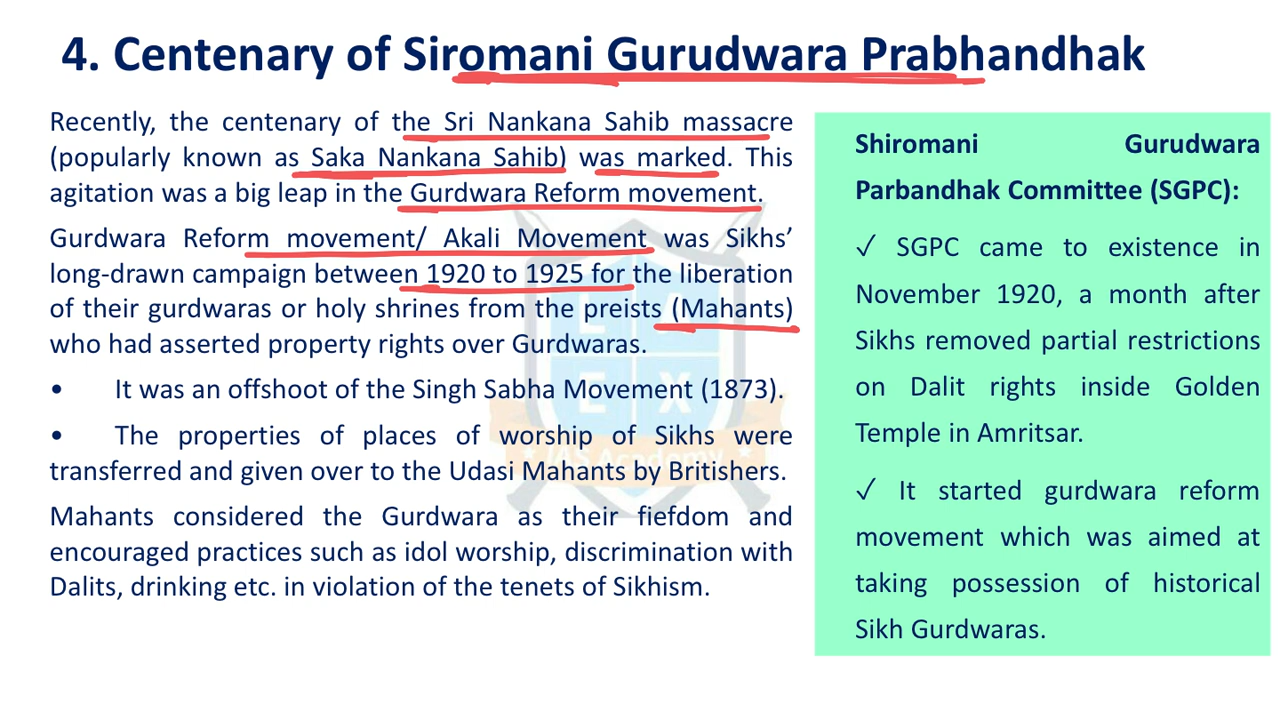 4. Centenary of Siromani Gurudwara Prabhandhak
Recently, the centenary of the Sri Nankana Sahib massacre
(popularly known as Saka Nankana Sahib) was marked. This
agitation was a big leap in the Gurdwara Reform movement.
Gurdwara Reform movement/ Akali Movement was Sikhs’
long-drawn campaign between 1920 to 1925 for the liberation
of their gurdwaras or holy shrines from the preists (Mahants)
who had asserted property rights over Gurdwaras.
• It was an offshoot of the Singh Sabha Movement (1873).
• The properties of places of worship of Sikhs were
transferred and given over to the Udasi Mahants by Britishers.
Mahants considered the Gurdwara as their fiefdom and
encouraged practices such as idol worship, discrimination with
Dalits, drinking etc. in violation of the tenets of Sikhism.
Shiromani Gurudwara
Parbandhak Committee (SGPC):
✓ SGPC came to existence in
November 1920, a month after
Sikhs removed partial restrictions
on Dalit rights inside Golden
Temple in Amritsar.
✓ It started gurdwara reform
movement which was aimed at
taking possession of historical
Sikh Gurdwaras.
L A
E X
IAS Academy